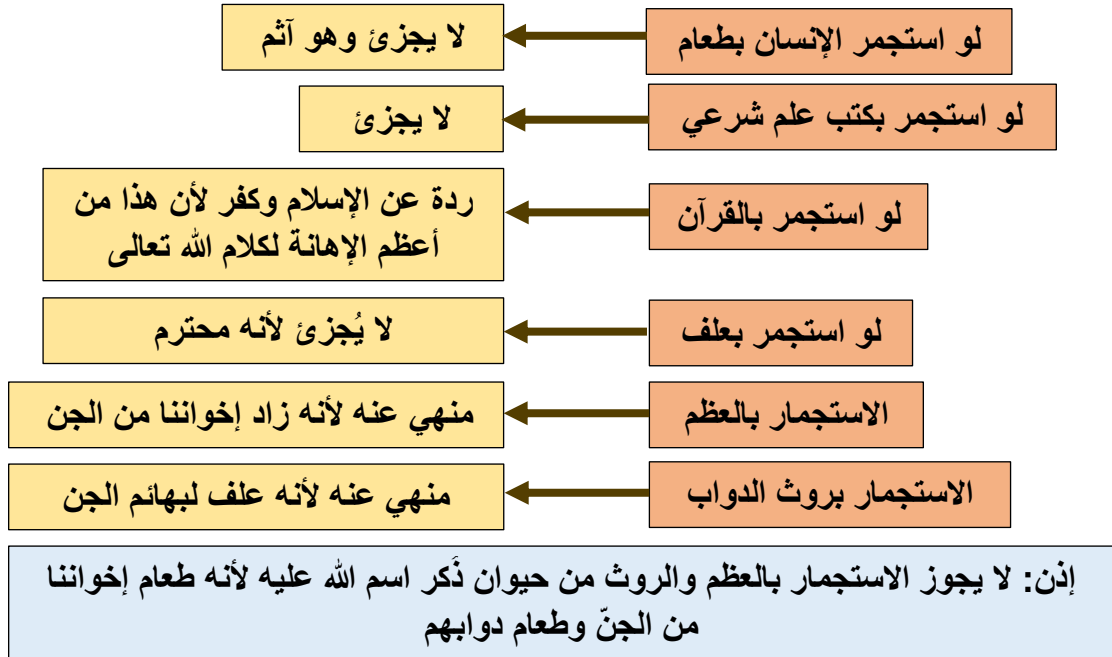 لو استجمر الإنسان بطعام
لا يجزئ وهو آثم
لو استجمر بكتب علم شرعي
لا يجزئ
لو استجمر بالقرآن
ردة عن الإسلام وكفر لأن هذا من
أعظم الإهانة لكلام الله تعالى
لو استجمر بعلف
لا يُجزئ لأنه محترم
الاستجمار بالعظم
منهي عنه لأنه زاد إخواننا من الجن
الاستجمار بروث الدواب
منهي عنه لأنه علف لبهائم الجن
إذن: لا يجوز الاستجمار بالعظم والروث من حيوان ذَكر اسم الله عليه لأنه طعام إخواننا
من الجنّ وطعام دوابهم